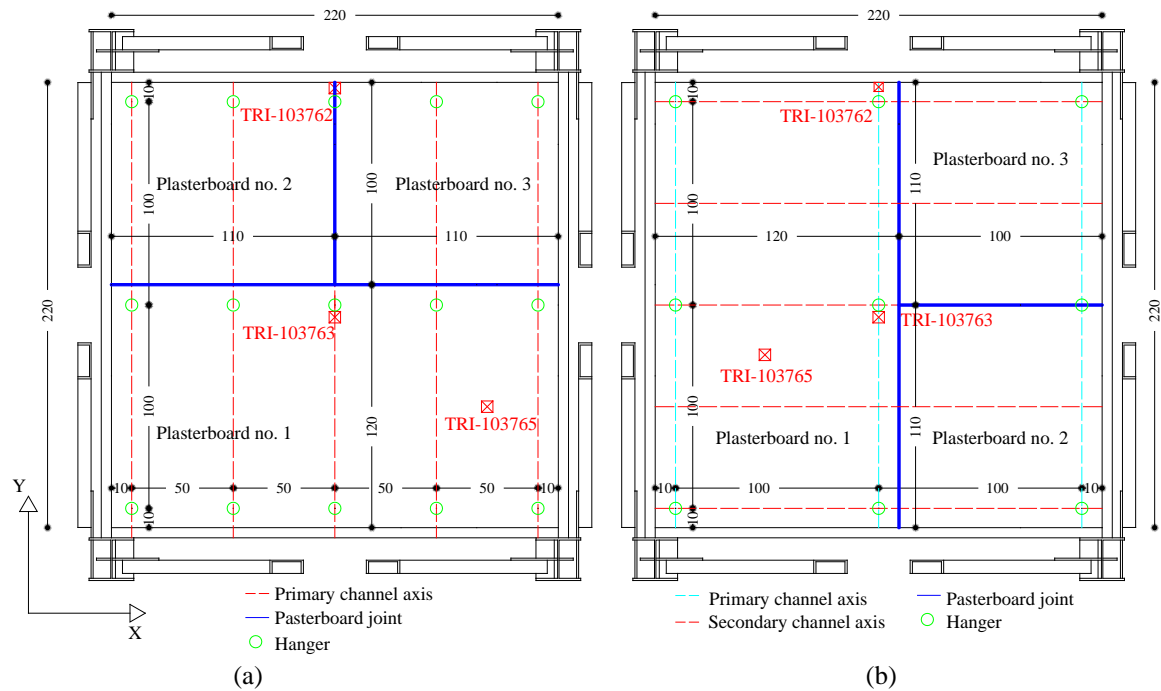 220
220
10
10
TRI-103762
TRI-103762
Plasterboard no. 2
Plasterboard no. 3
100
100
Plasterboard no. 3
110
100
100
110
110
120
100
220
220
220
TRI-103763
TRI-103763
TRI-103765
TRI-103765
100
120
100
110
Plasterboard no. 1
Plasterboard no. 1
Plasterboard no. 2
Y
10
50
50
50
50
10
10
100
100
10
10
10
X
Primary channel axis
Pasterboard joint
Hanger
Primary channel axis
Pasterboard joint
Secondary channel axis
Hanger
(a)
(b)